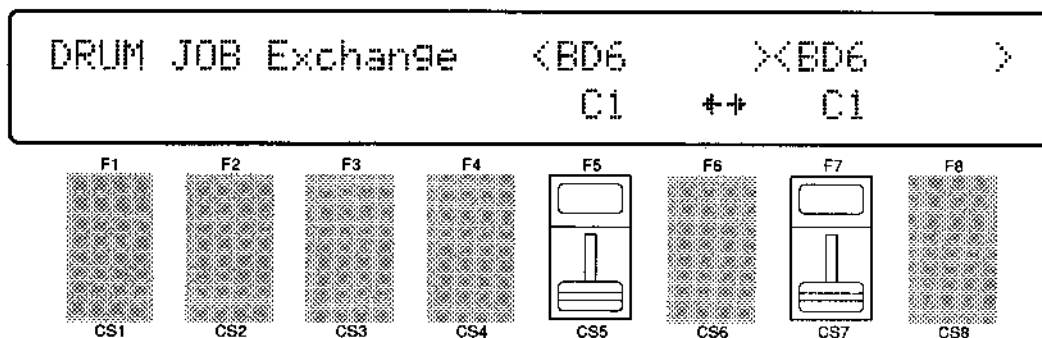 DRUM JOB Exchange <BD6 ><BD6 >
C1 ↔ C1
F1 F2 F3 F4 F5 F6 F7 F8
CS1 CS2 CS3 CS4 CS5 CS6 CS7 CS8